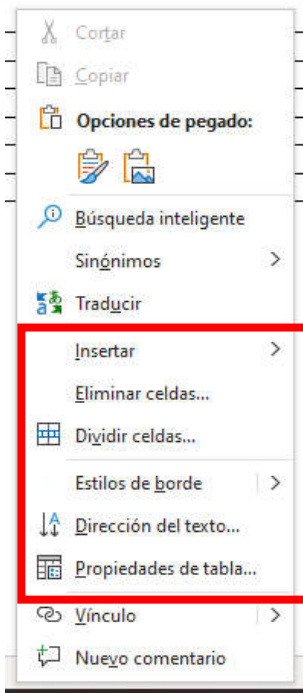 Cortar
Copiar
Opciones de pegado:
Búsqueda inteligente
Sinónimos
Traducir
Insertar
Eliminar celdas...
Dividir celdas...
Estilos de borde
Dirección del texto...
Propiedades de tabla...
Vínculo
Nuevo comentario